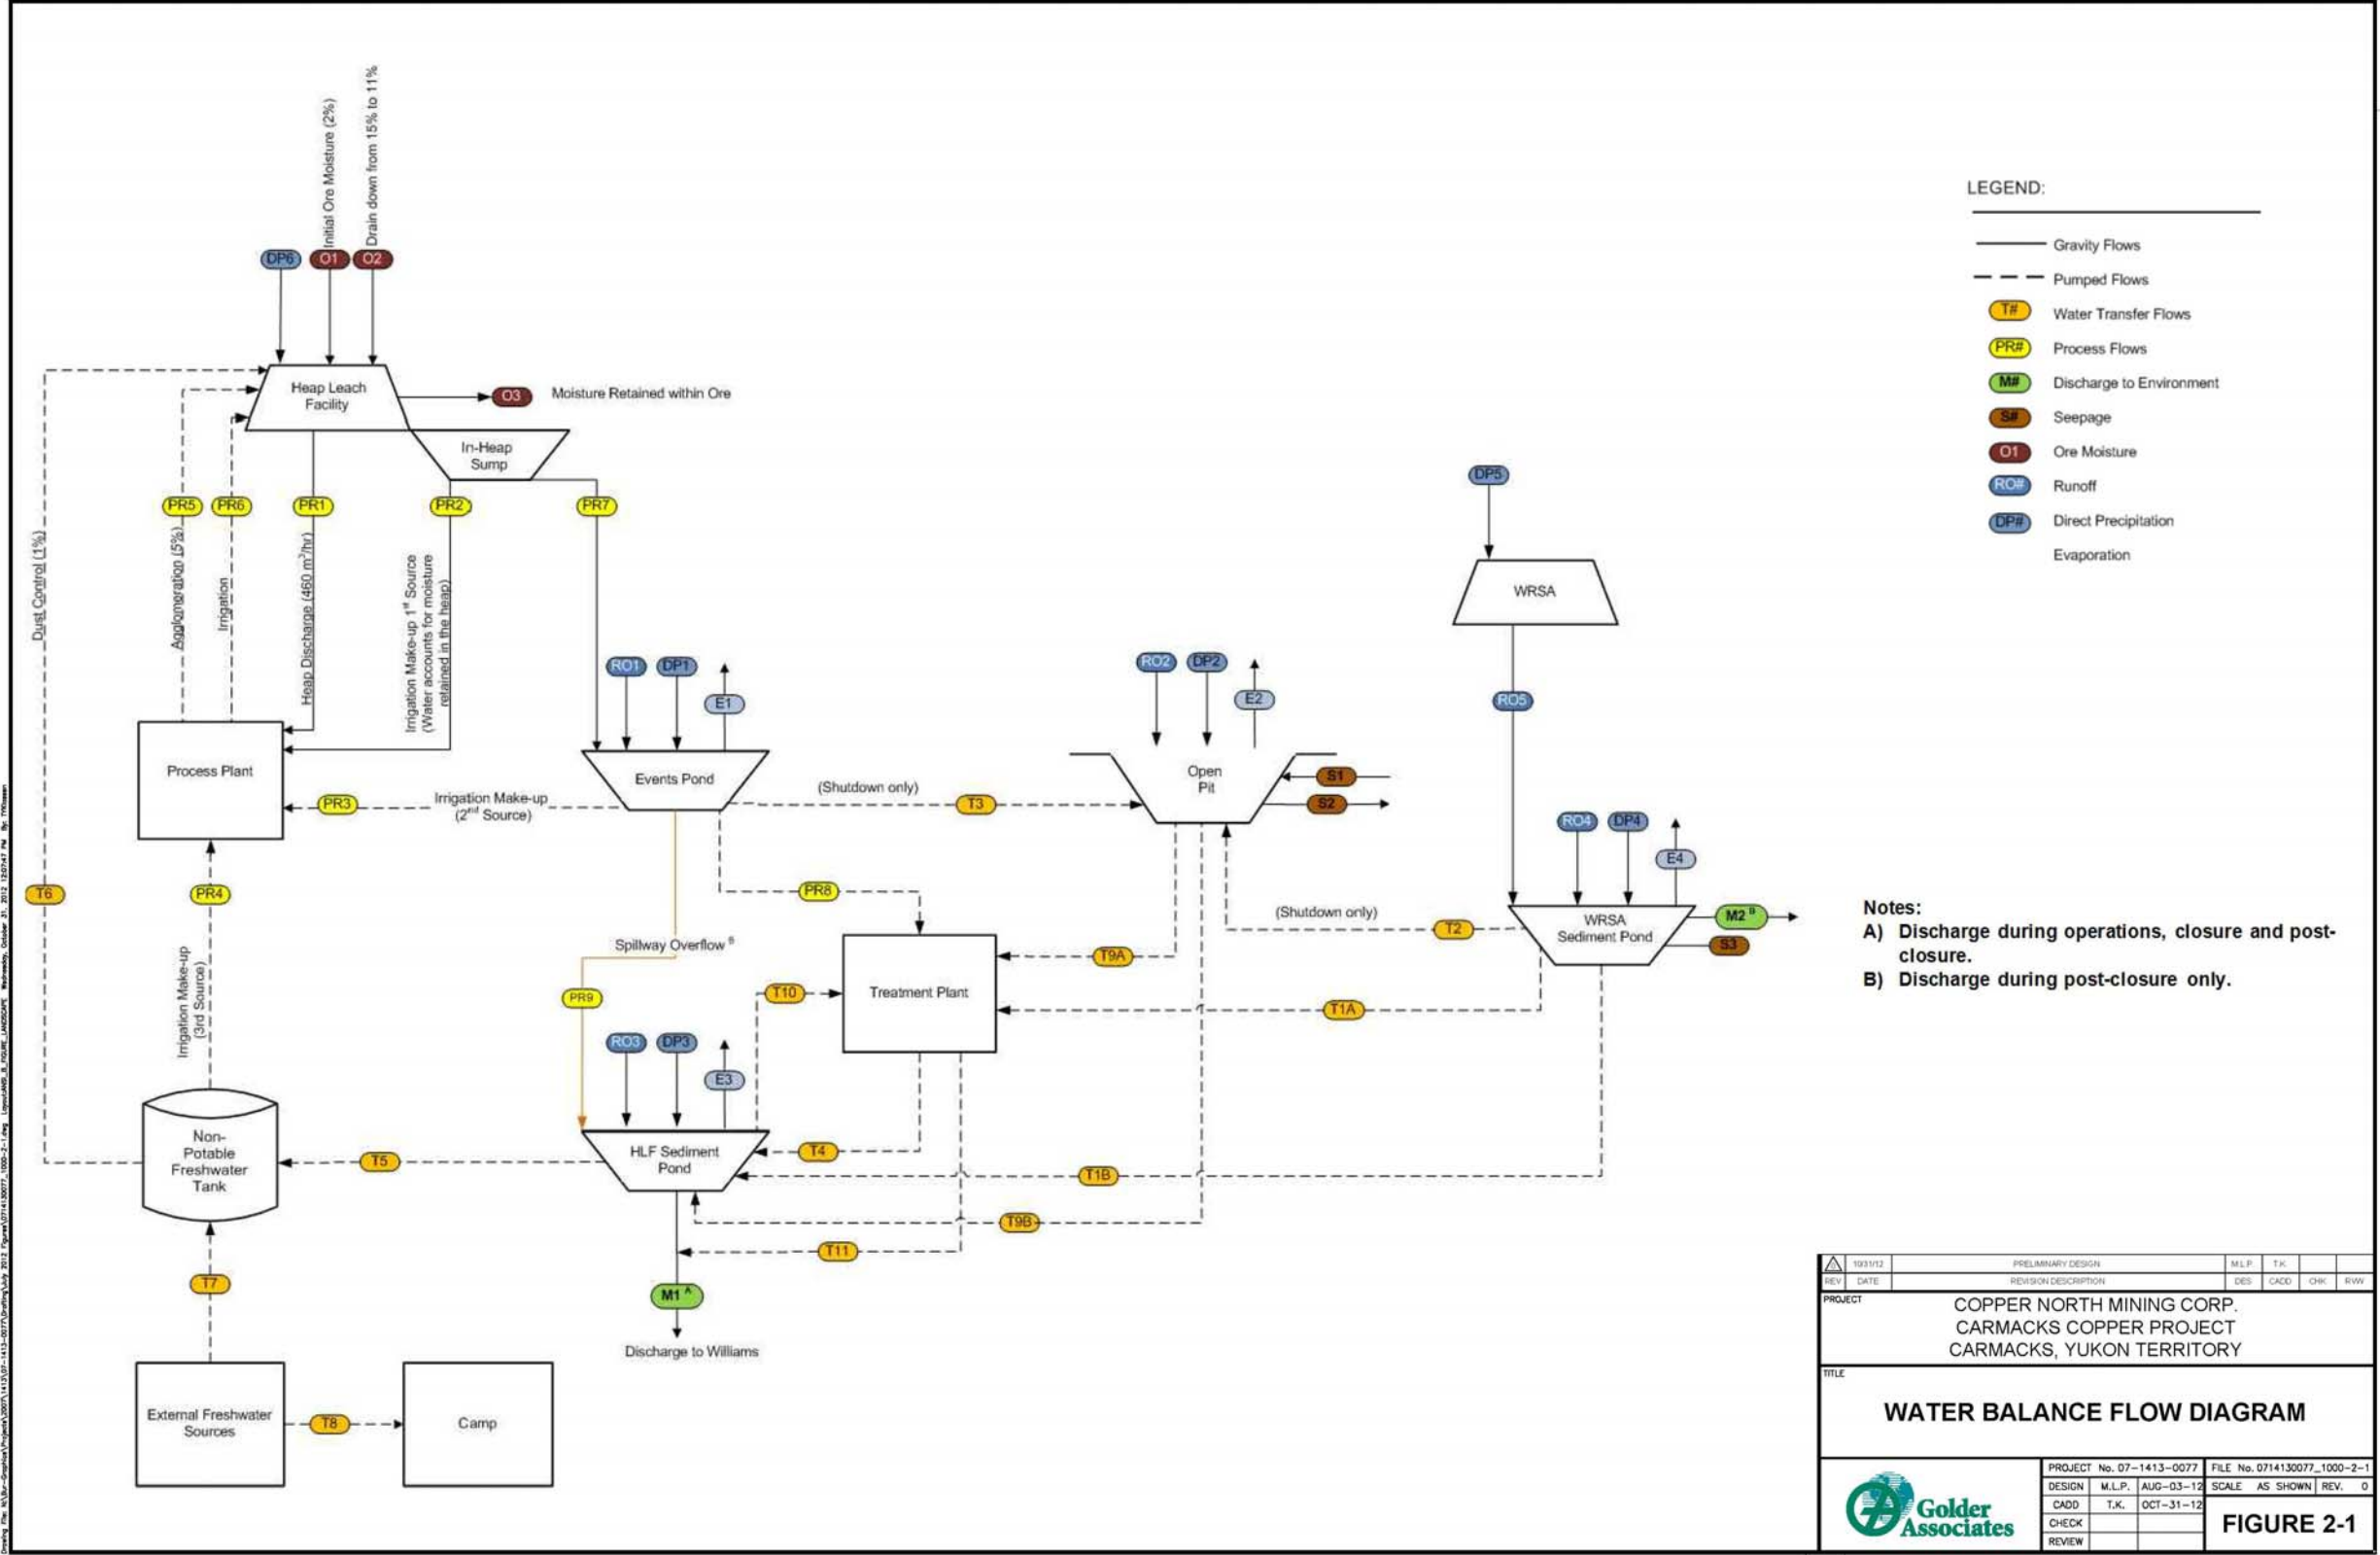 Initial Ore Moisture (2%)
Drain down from 15% to 11%
DP6
O1
O2
Heap Leach
Facility
O3
Moisture Retained within Ore
In-Heap
Sump
PR5
PR6
PR1
PR2
PR7
Dust Control (1%)
Agglomeration (5%)
Irrigation
Heap Discharge (460 m³/hr)
Irrigation Make-up 1st Source
(Water accounts for moisture
retained in the heap)
RO1
DP1
E1
Process Plant
Events Pond
PR3
Irrigation Make-up
(2nd Source)
(Shutdown only)
T3
RO2
DP2
E2
Open
Pit
S1
S2
DP5
WRSA
RO5
RO4
DP4
E4
WRSA
Sediment Pond
M2 B
S3
(Shutdown only)
T2
T6
PR4
PR8
Spillway Overflow B
Irrigation Make-up
(3rd Source)
PR9
T10
Treatment Plant
T9A
T1A
RO3
DP3
E3
Non-
Potable
Freshwater
Tank
T5
HLF Sediment
Pond
T4
T1B
T9B
T11
T7
M1 A
Discharge to Williams
External Freshwater
Sources
T8
Camp
LEGEND:
Gravity Flows
Pumped Flows
T#
Water Transfer Flows
PR#
Process Flows
M#
Discharge to Environment
S#
Seepage
O1
Ore Moisture
RO#
Runoff
DP#
Direct Precipitation
Evaporation
Notes:
A) Discharge during operations, closure and post-
closure.
B) Discharge during post-closure only.
10/31/12 PRELIMINARY DESIGN M.L.P. T.K.
REV DATE REVISION DESCRIPTION DES CADD CHK RVW
PROJECT
COPPER NORTH MINING CORP.
CARMACKS COPPER PROJECT
CARMACKS, YUKON TERRITORY
TITLE
WATER BALANCE FLOW DIAGRAM
Golder
Associates
PROJECT No. 07-1413-0077 FILE No. 0714130077_1000-2-1
DESIGN M.L.P. AUG-03-12 SCALE AS SHOWN REV. 0
CADD T.K. OCT-31-12
CHECK
REVIEW
FIGURE 2-1